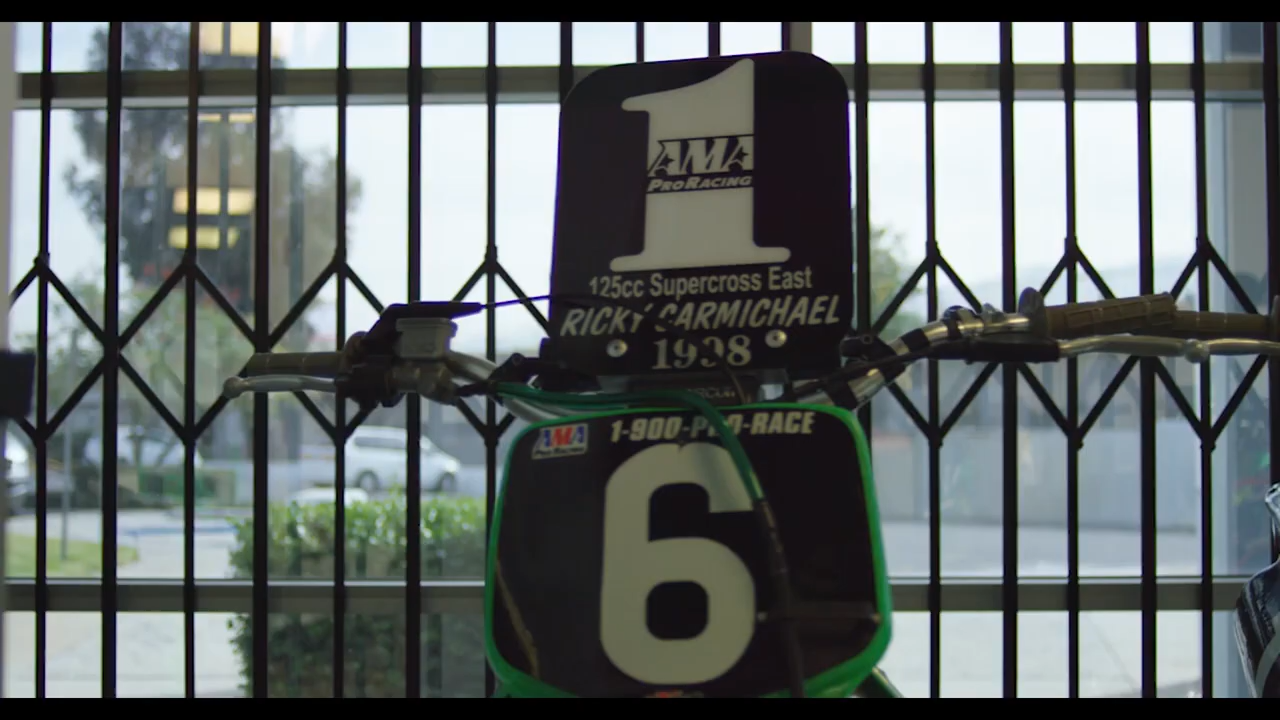 1
AMA
PRO RACING
125cc Supercross East
RICKY CARMICHAEL
1998
AMA
PRO RACING
1-900-PRO-RACE
6